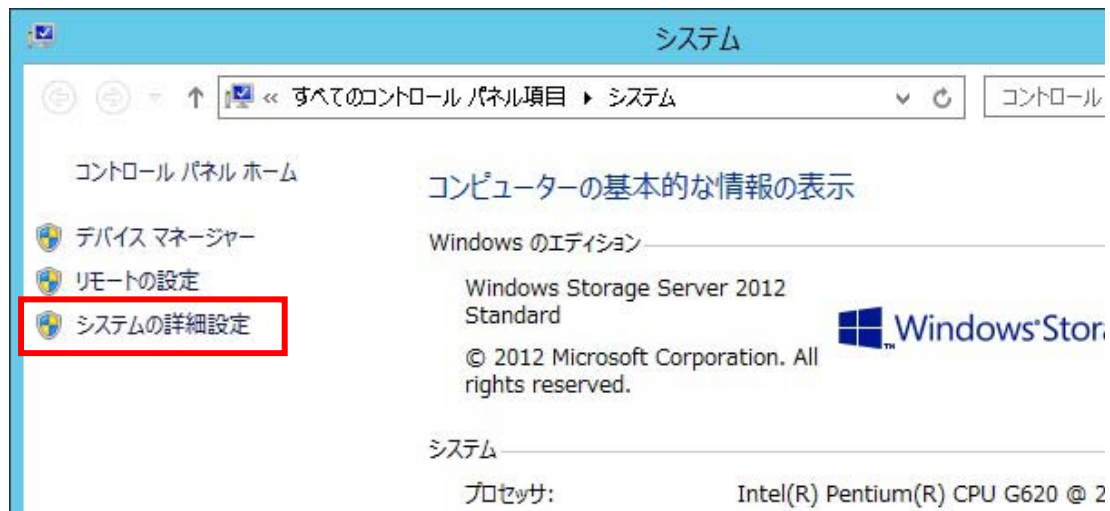 システム
« すべてのコントロール パネル項目 ▸ システム
コントロール
コントロール パネル ホーム
デバイス マネージャー
リモートの設定
システムの詳細設定
コンピューターの基本的な情報の表示
Windows のエディション
Windows Storage Server 2012
Standard
© 2012 Microsoft Corporation. All
rights reserved.
Windows Stora
システム
プロセッサ: Intel(R) Pentium(R) CPU G620 @ 2